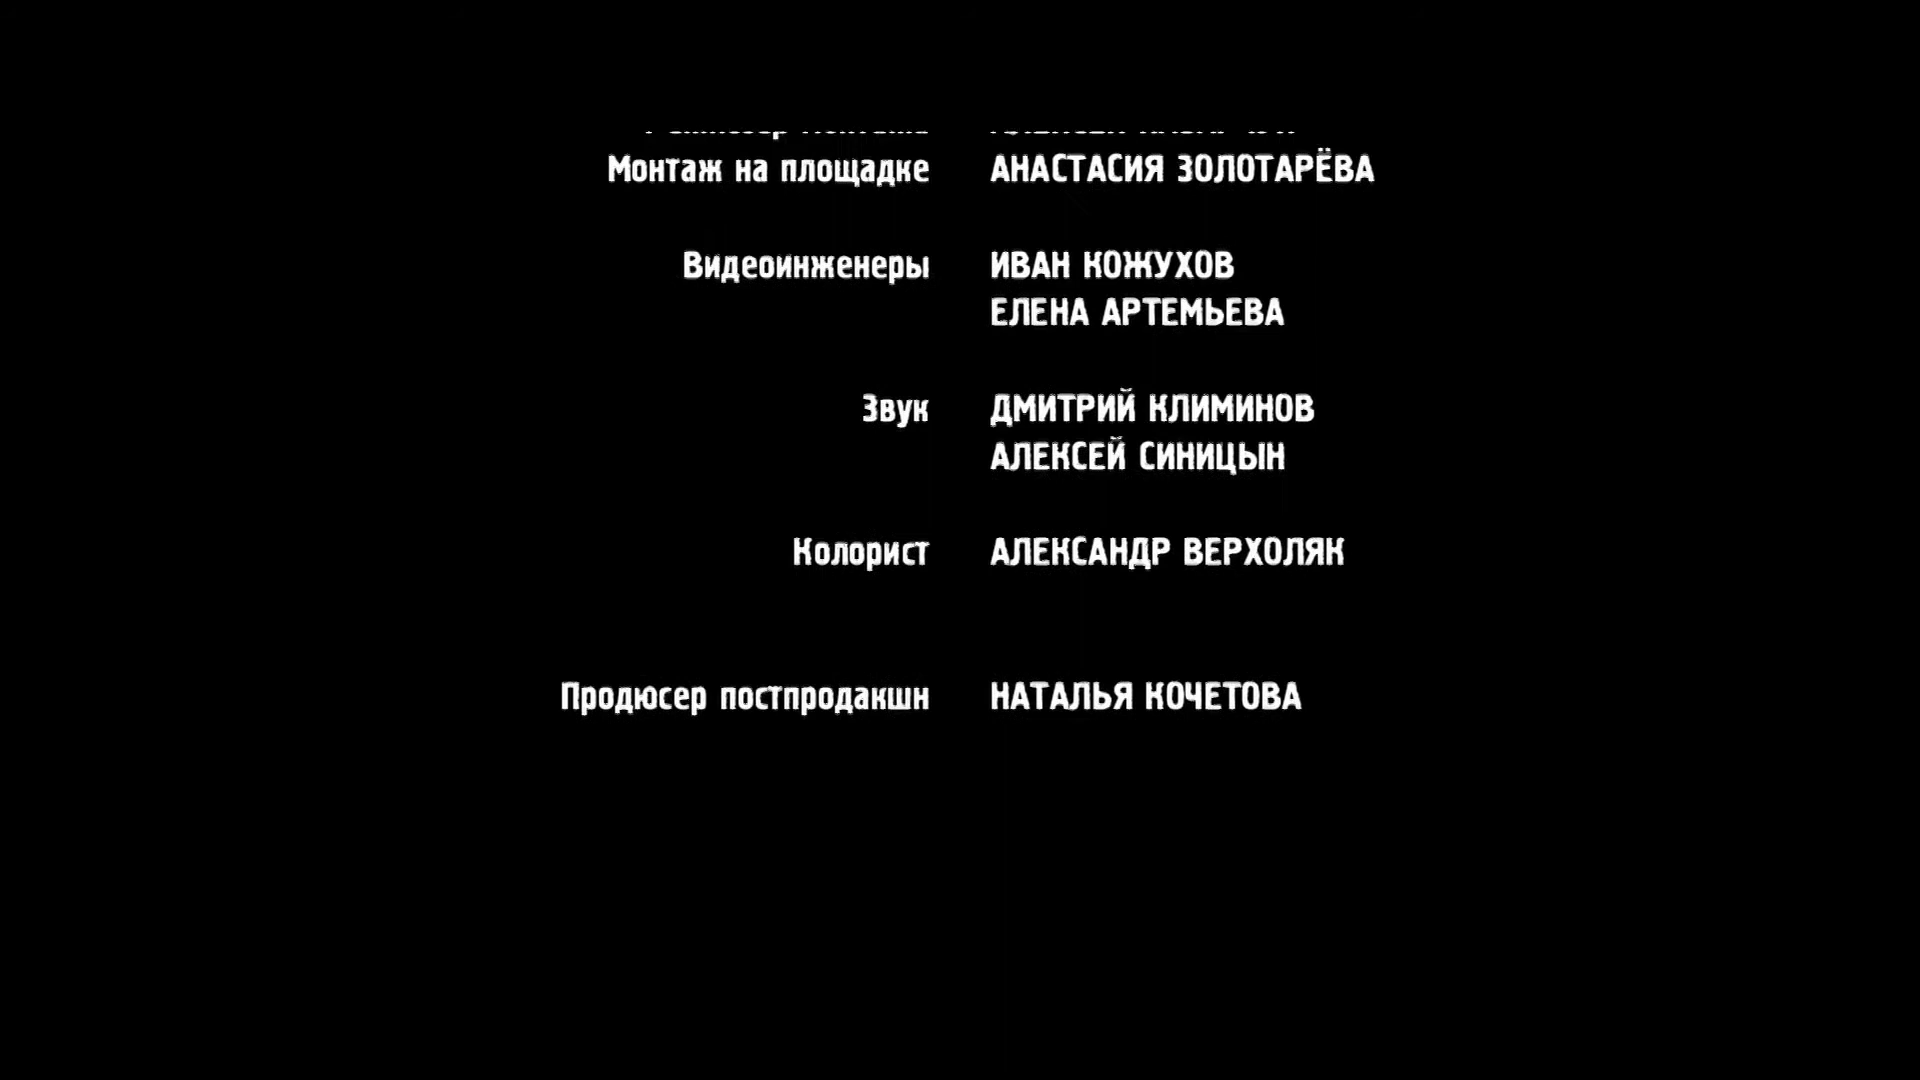 Монтаж на площадке АНАСТАСИЯ ЗОЛОТАРЁВА
Видеоинженеры ИВАН КОЖУХОВ
ЕЛЕНА АРТЕМЬЕВА
Звук ДМИТРИЙ КЛИМИНОВ
АЛЕКСЕЙ СИНИЦЫН
Колорист АЛЕКСАНДР ВЕРХОЛЯК
Продюсер постпродакшн НАТАЛЬЯ КОЧЕТОВА